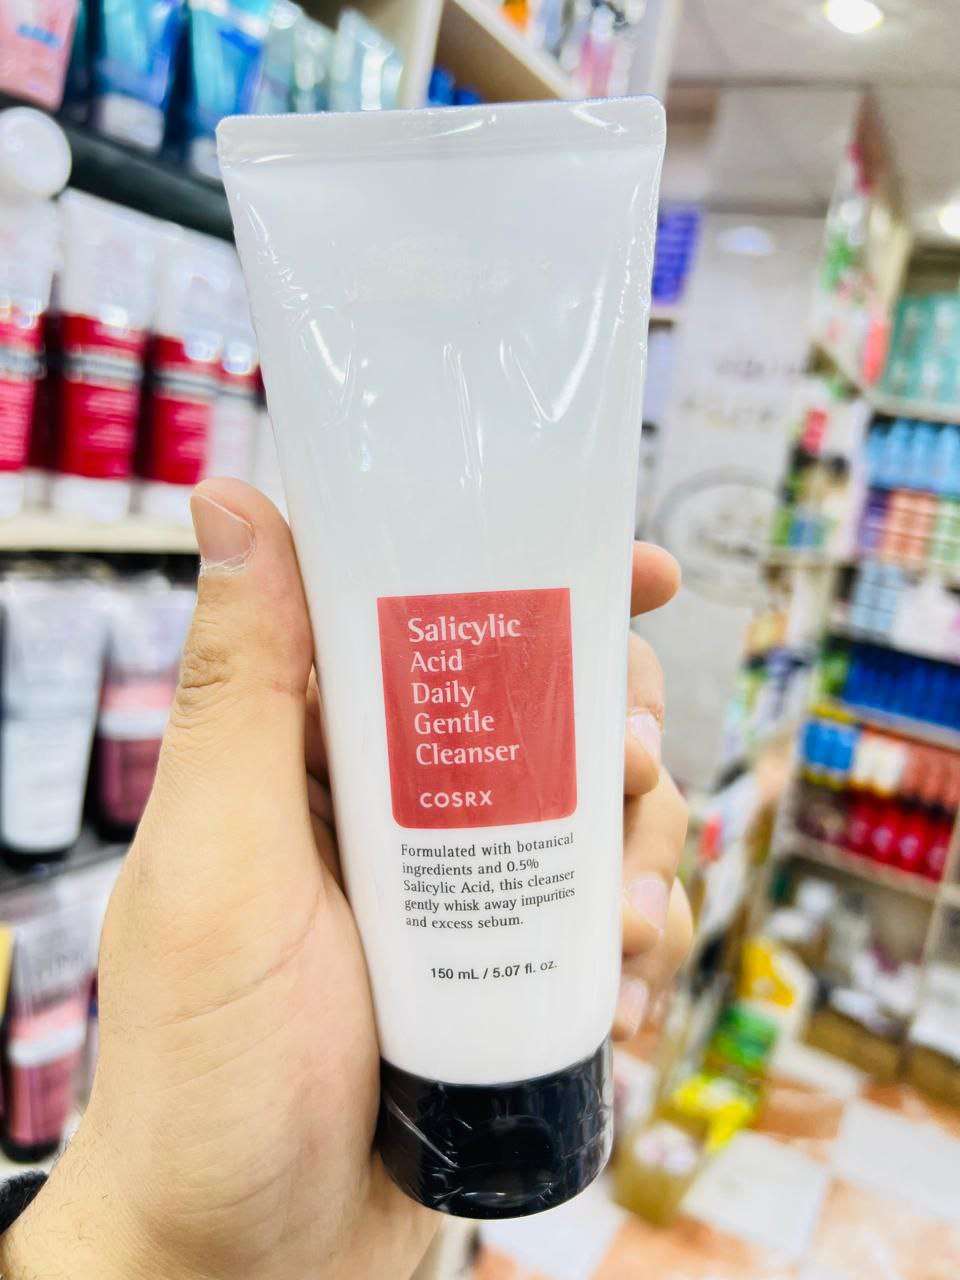 Salicylic
Acid
Daily
Gentle
Cleanser
COSRX
Formulated with botanical
ingredients and 0.5%
Salicylic Acid, this cleanser
gently whisk away impurities
and excess sebum.
150 mL / 5.07 fl. oz.